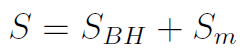 S = S_{BH} + S_m